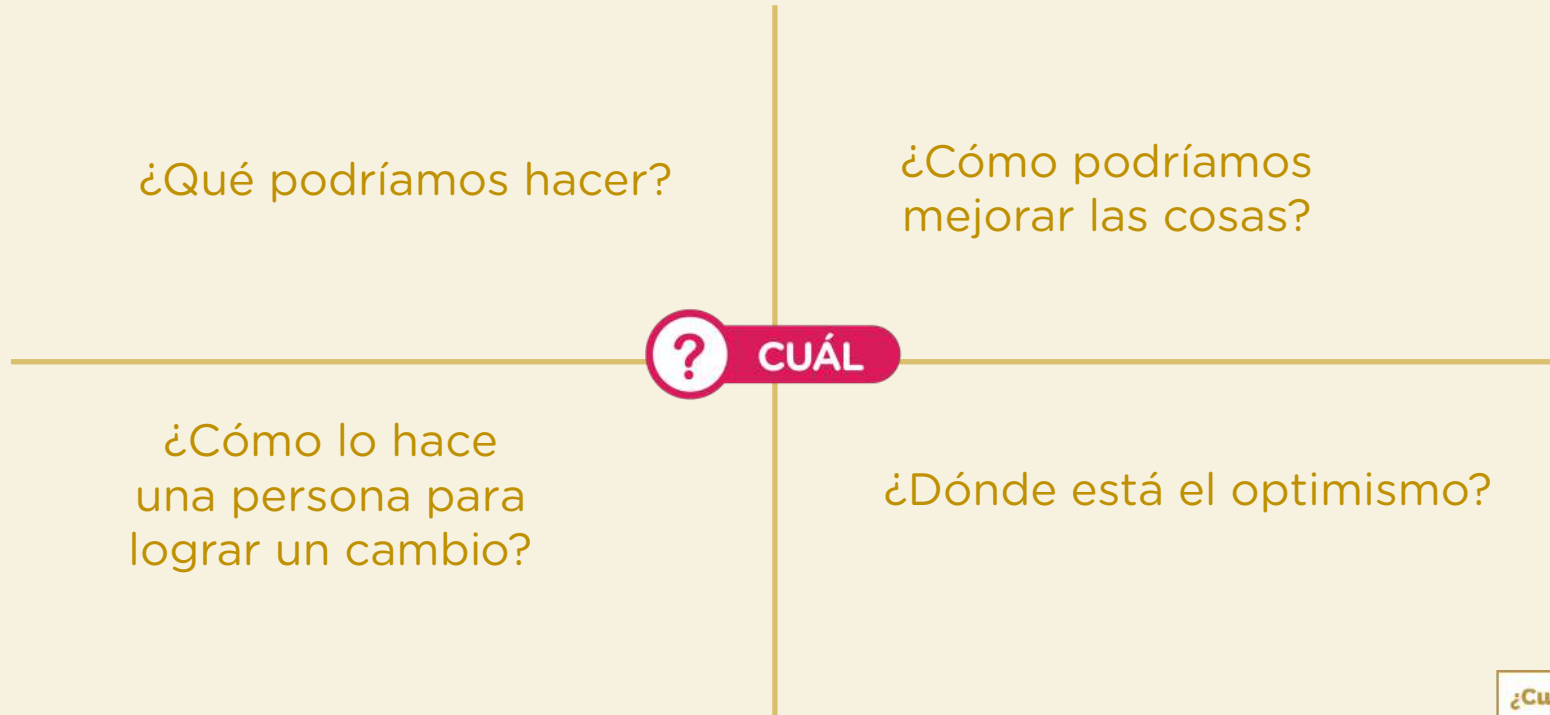 ¿Qué podríamos hacer?
¿Cómo podríamos
mejorar las cosas?
? CUÁL
¿Cómo lo hace
una persona para
lograr un cambio?
¿Dónde está el optimismo?